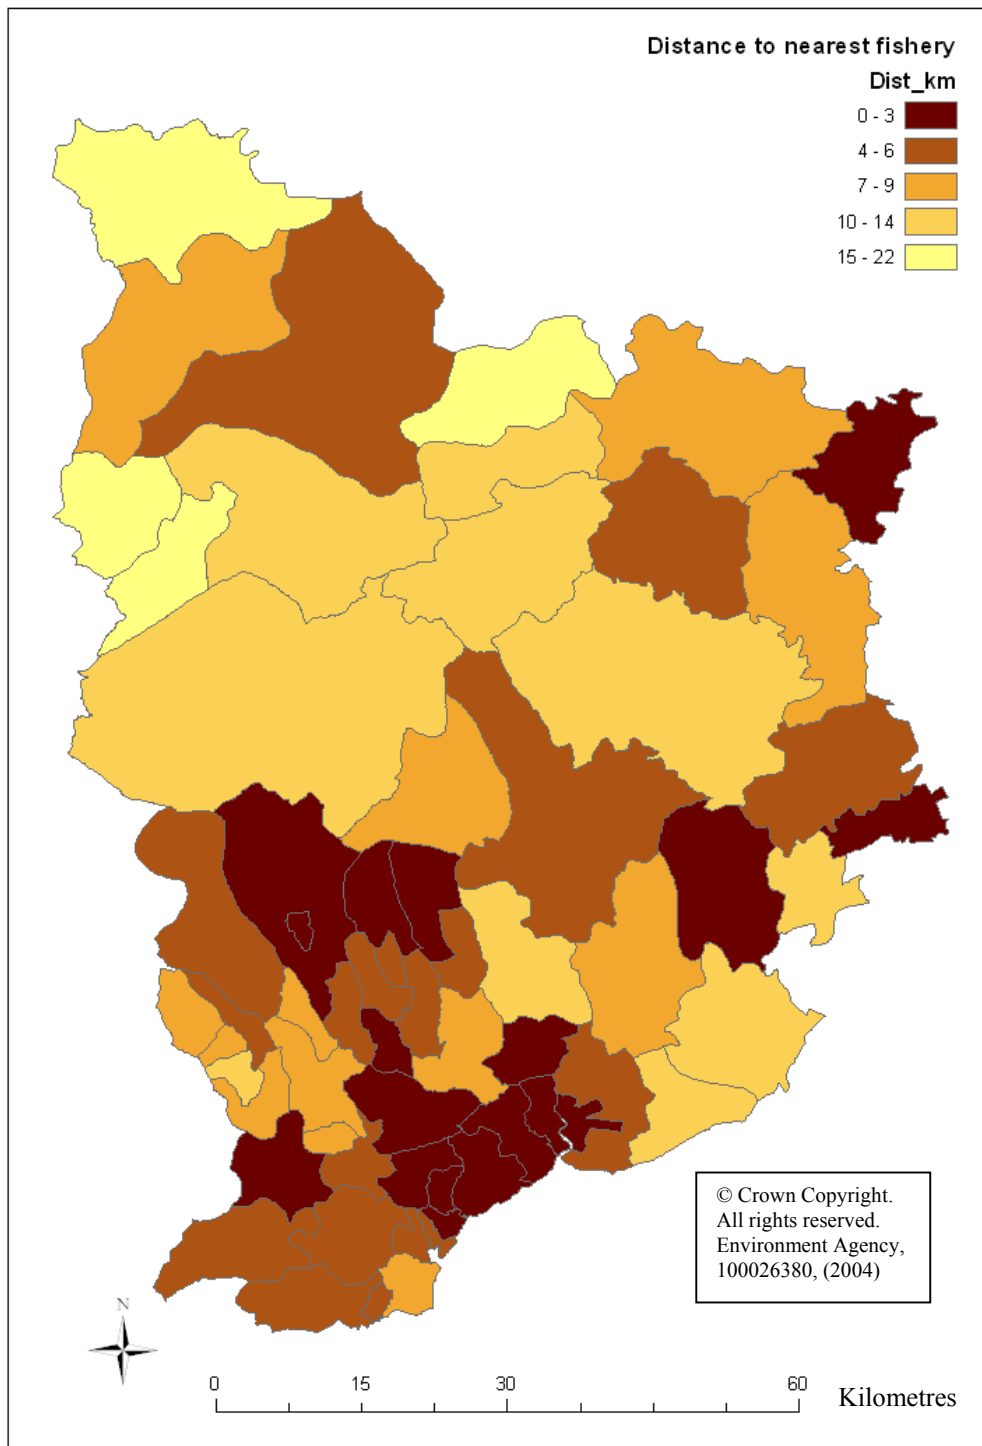 Distance to nearest fishery
Dist_km
0 - 3
4 - 6
7 - 9
10 - 14
15 - 22
© Crown Copyright.
All rights reserved.
Environment Agency,
100026380, (2004)
N
0 15 30 60 Kilometres